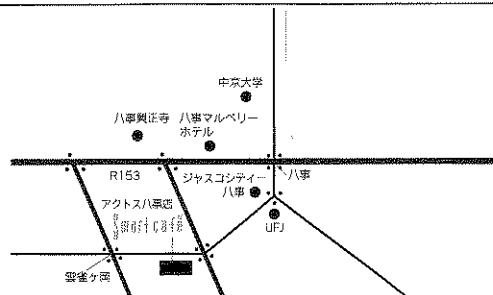 中京大学
八事興正寺
八事マルベリー
ホテル
R153
ジャスコシティー
八事
八事
アクトス八事店
UFJ
雲雀ヶ岡